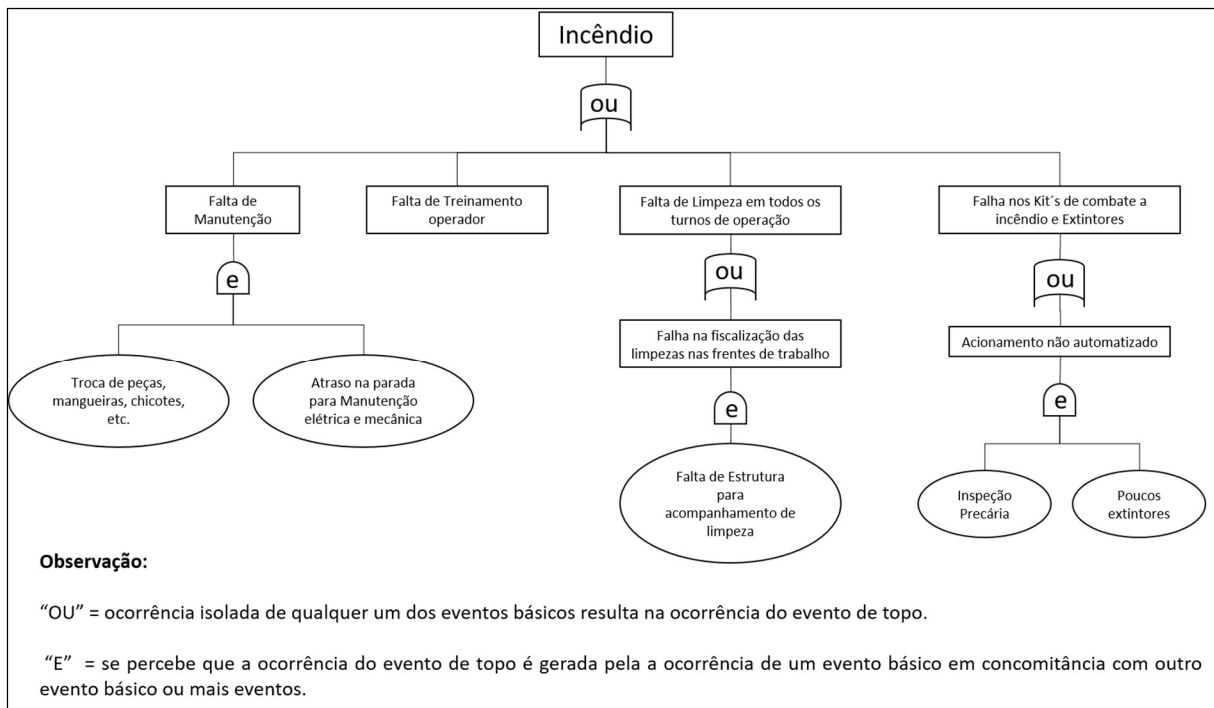 Incêndio
ou
Falta de
Manutenção
Falta de Treinamento
operador
Falta de Limpeza em todos os
turnos de operação
Falha nos Kit´s de combate a
incêndio e Extintores
e
ou
ou
Falha na fiscalização das
limpezas nas frentes de trabalho
Acionamento não automatizado
Troca de peças,
mangueiras, chicotes,
etc.
Atraso na parada
para Manutenção
elétrica e mecânica
e
e
Falta de Estrutura
para
acompanhamento de
limpeza
Inspeção
Precária
Poucos
extintores
Observação:
“OU” = ocorrência isolada de qualquer um dos eventos básicos resulta na ocorrência do evento de topo.
“E” = se percebe que a ocorrência do evento de topo é gerada pela a ocorrência de um evento básico em concomitância com outro
evento básico ou mais eventos.